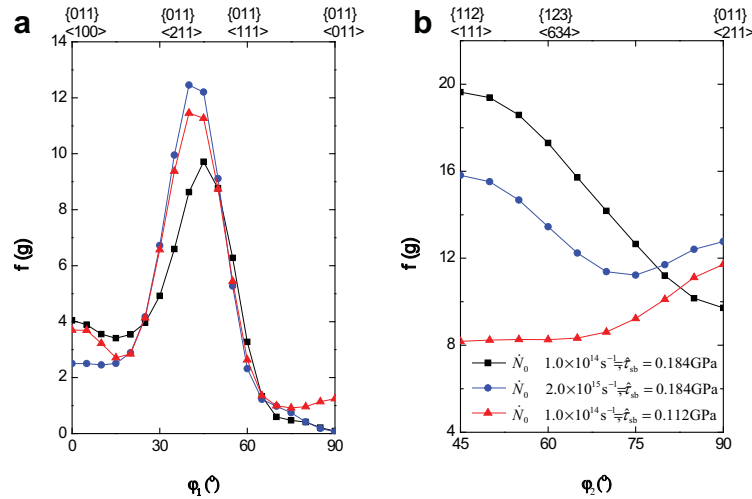 a
{011} {011} {011} {011}
<100> <211> <111> <011>
14
12
10
8
6
4
2
0
f (g)
0 30 60 90
φ1(°)
b
{112} {123} {011}
<111> <634> <211>
20
16
12
8
4
f (g)
Ṅ0 1.0×10^14 s^−1 τ̂sb = 0.184GPa
Ṅ0 2.0×10^15 s^−1 τ̂sb = 0.184GPa
Ṅ0 1.0×10^14 s^−1 τ̂sb = 0.112GPa
45 60 75 90
φ2(°)